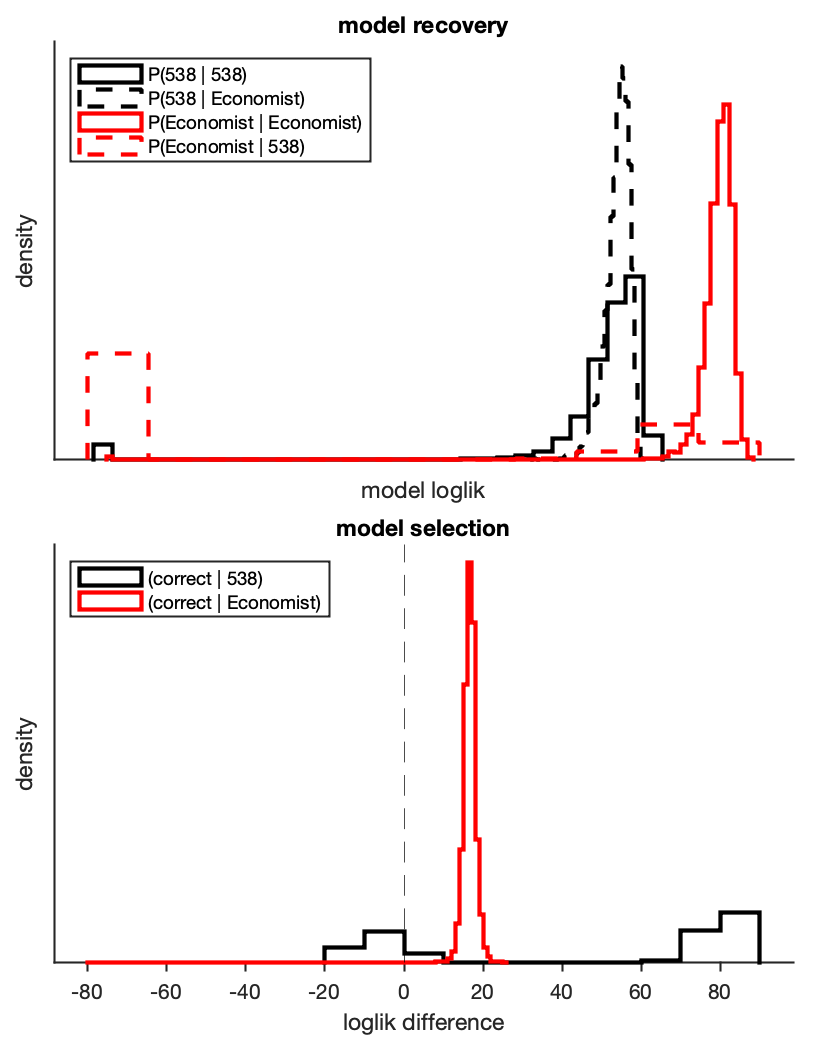 model recovery
P(538 | 538)
P(538 | Economist)
P(Economist | Economist)
P(Economist | 538)
density
model loglik
model selection
(correct | 538)
(correct | Economist)
density
-80 -60 -40 -20 0 20 40 60 80
loglik difference